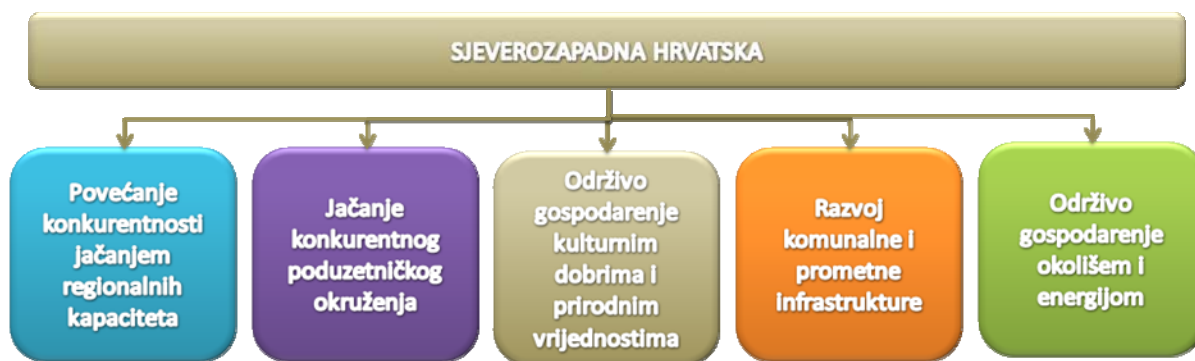 SJEVEROZAPADNA HRVATSKA
Povećanje
konkurentnosti
jačanjem
regionalnih
kapaciteta
Jačanje
konkurentnog
poduzetničkog
okruženja
Održivo
gospodarenje
kulturnim
dobrima i
prirodnim
vrijednostima
Razvoj
komunalne i
prometne
infrastrukture
Održivo
gospodarenje
okolišem i
energijom